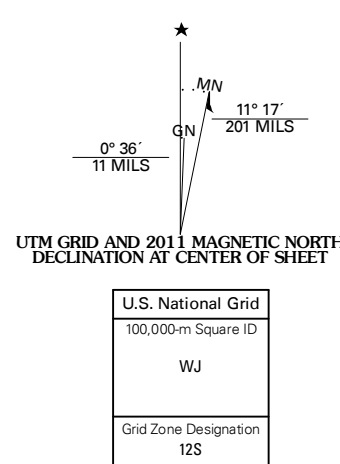 MN
11° 17´
201 MILS
GN
0° 36´
11 MILS
UTM GRID AND 2011 MAGNETIC NORTH
DECLINATION AT CENTER OF SHEET
U.S. National Grid
100,000-m Square ID
WJ
Grid Zone Designation
12S